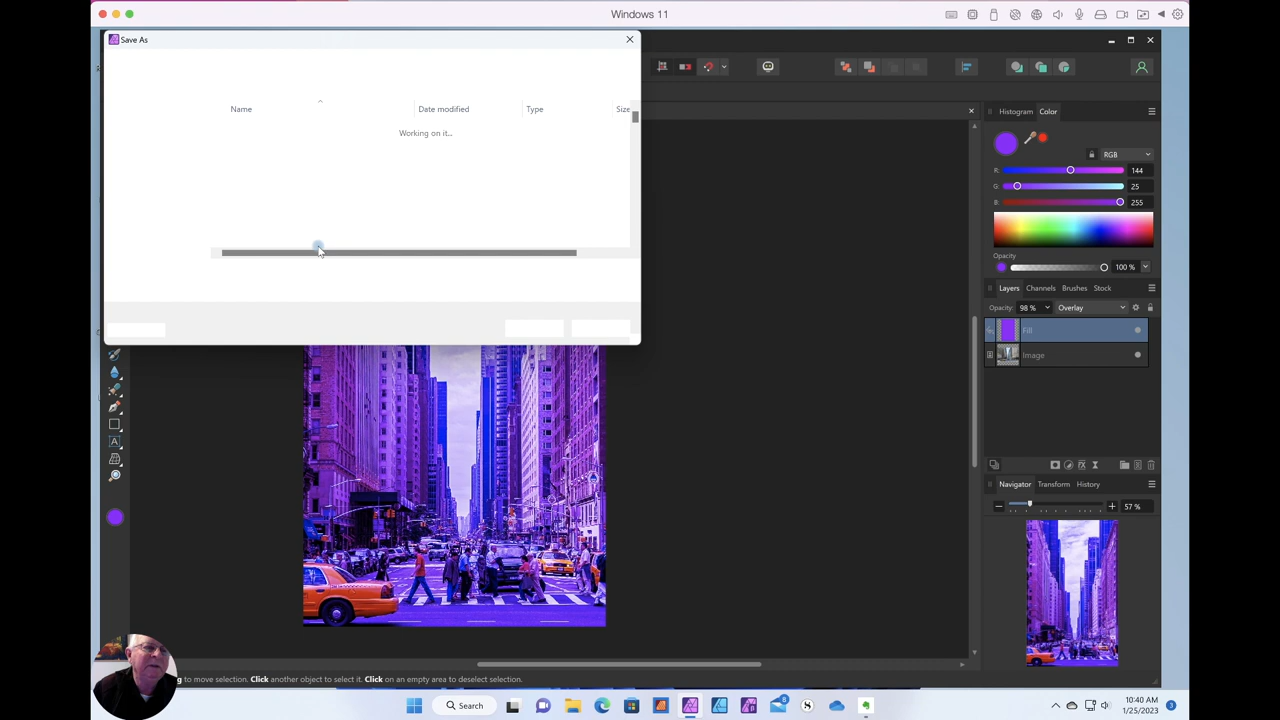 Windows 11
Save As
Name
Date modified
Type
Size
Working on it...
Histogram
Color
RGB
R:
144
G:
25
B:
255
Opacity
100 %
Layers
Channels
Brushes
Stock
Opacity:
98 %
Overlay
Fill
Image
Navigator
Transform
History
57 %
to move selection. Click another object to select it. Click on an empty area to deselect selection.
Search
8
10:40 AM
1/25/2023
3